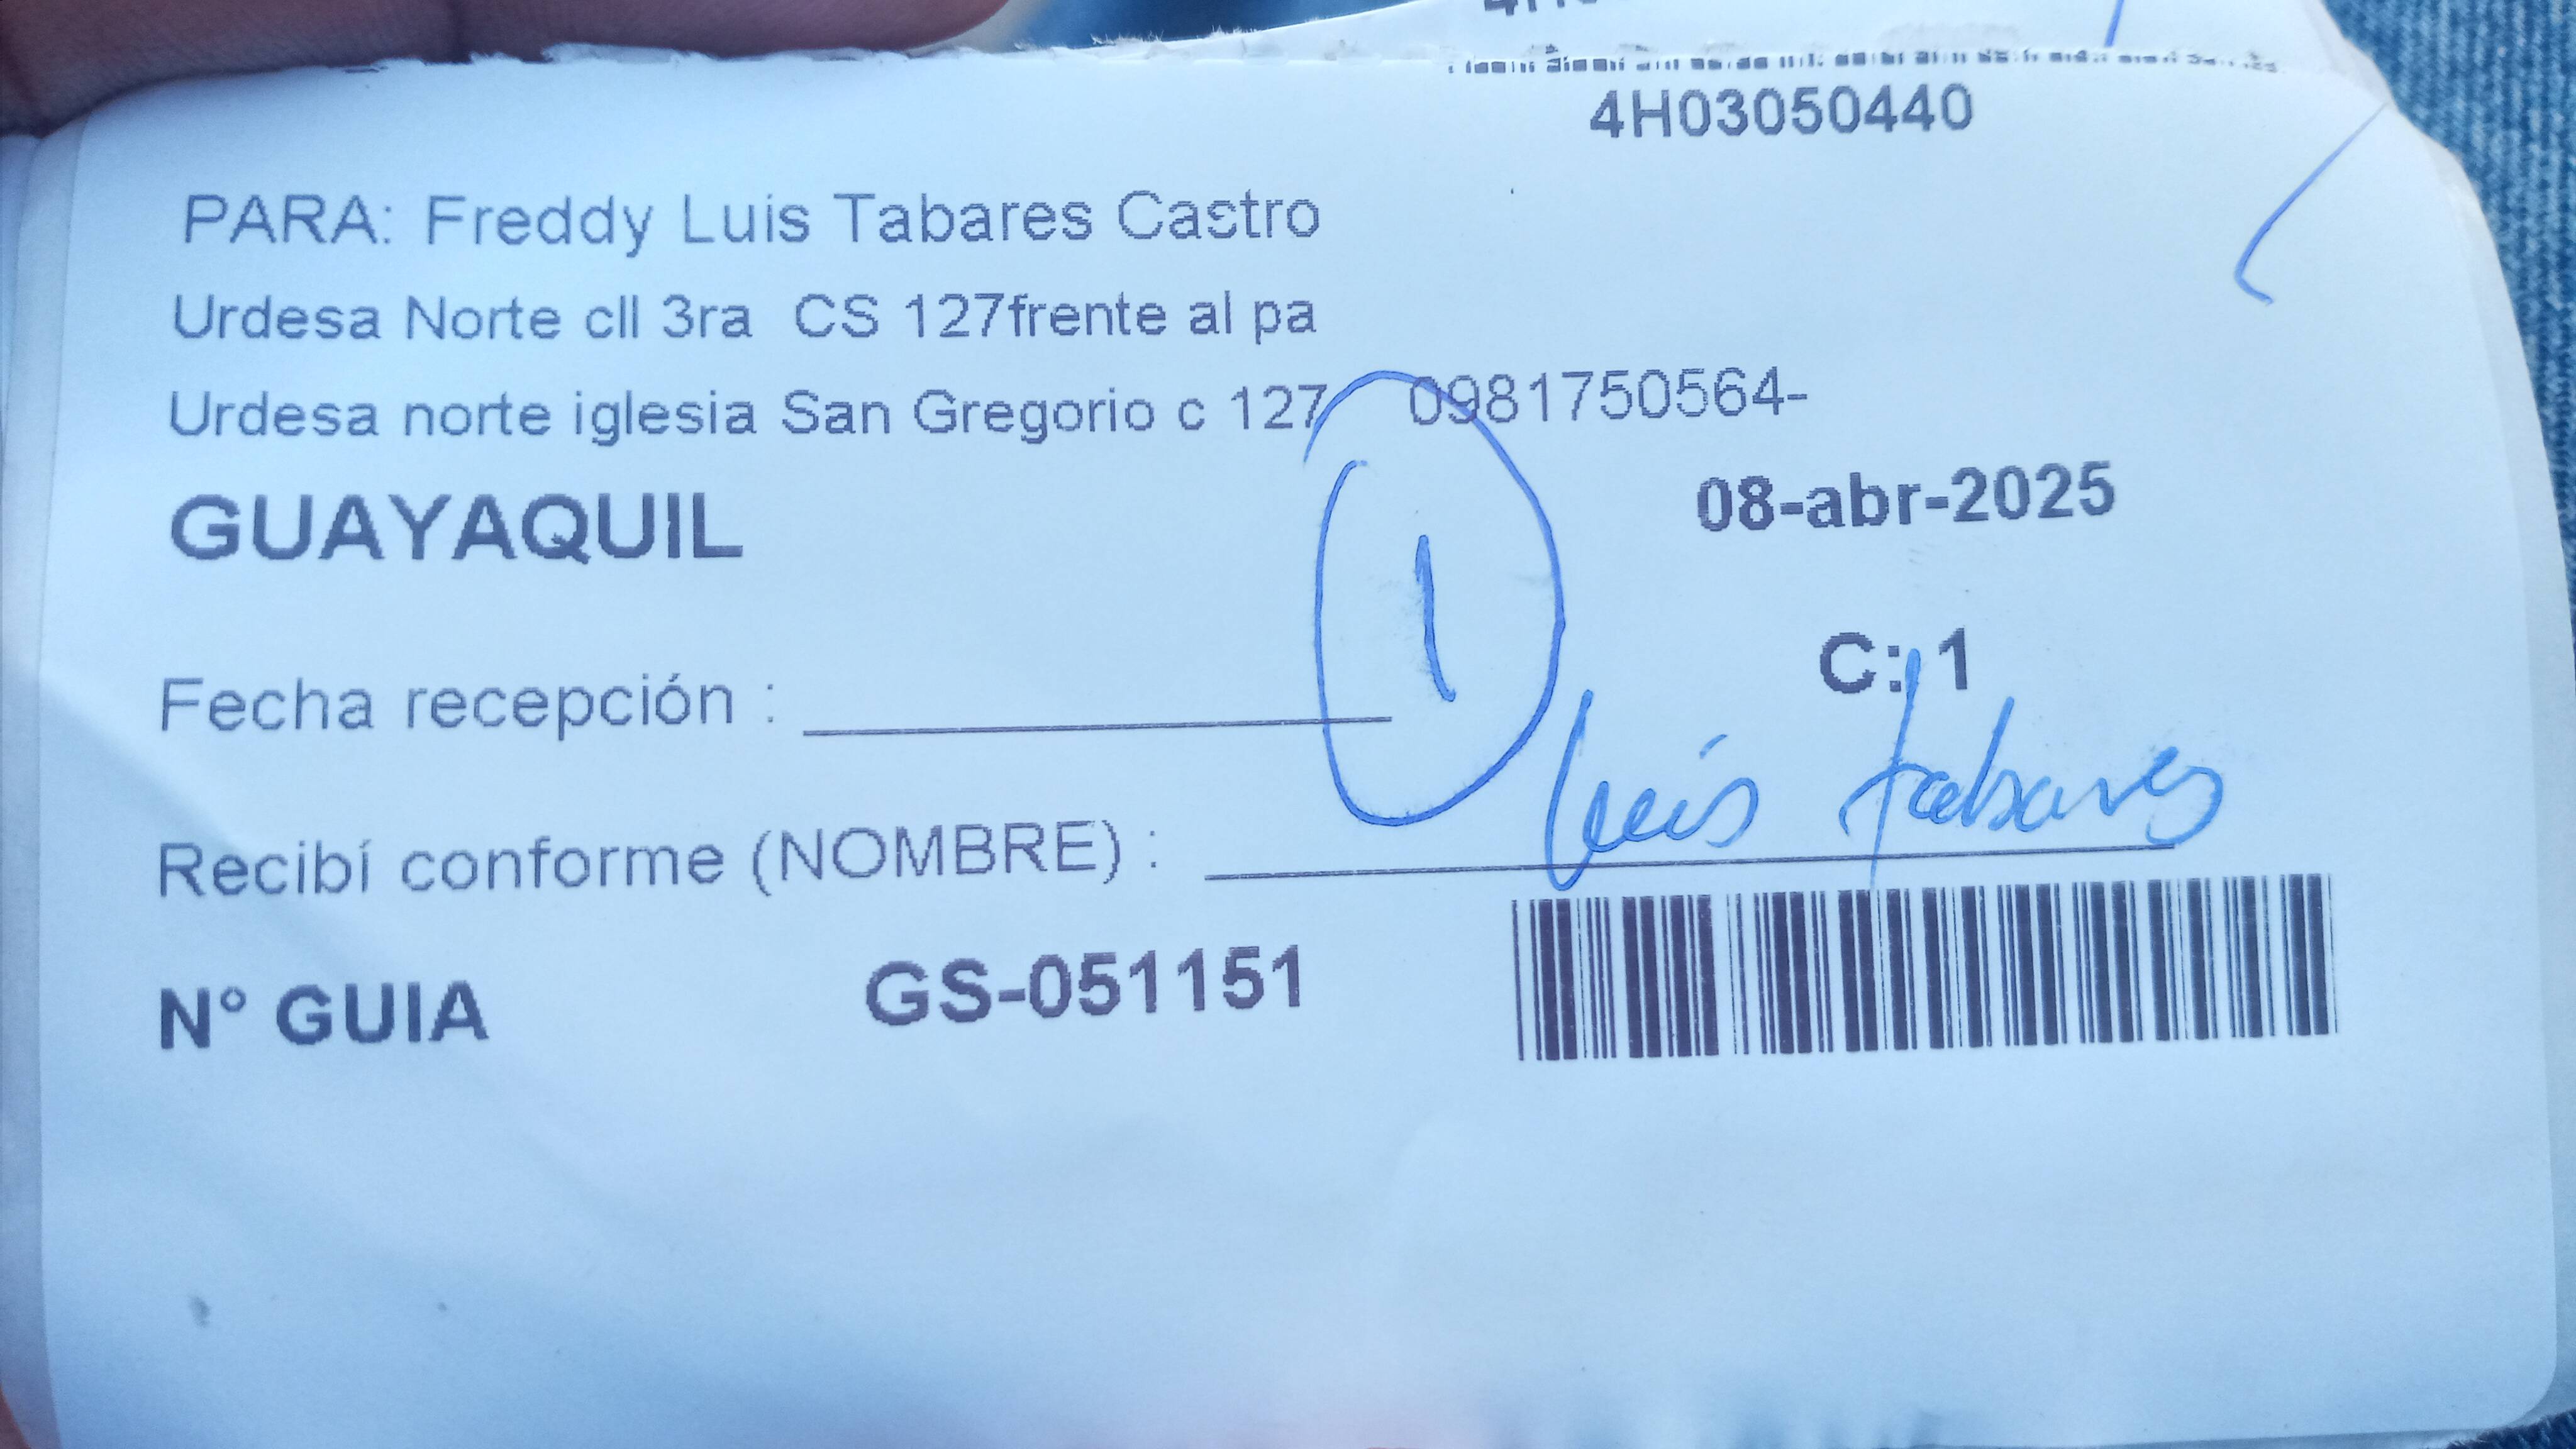 4H03050440
PARA: Freddy Luis Tabares Castro
Urdesa Norte cll 3ra CS 127frente al pa
Urdesa norte iglesia San Gregorio c 127 0981750564-
GUAYAQUIL 08-abr-2025
1
C: 1
Fecha recepción :
Luis tabares
Recibí conforme (NOMBRE) :
N° GUIA GS-051151